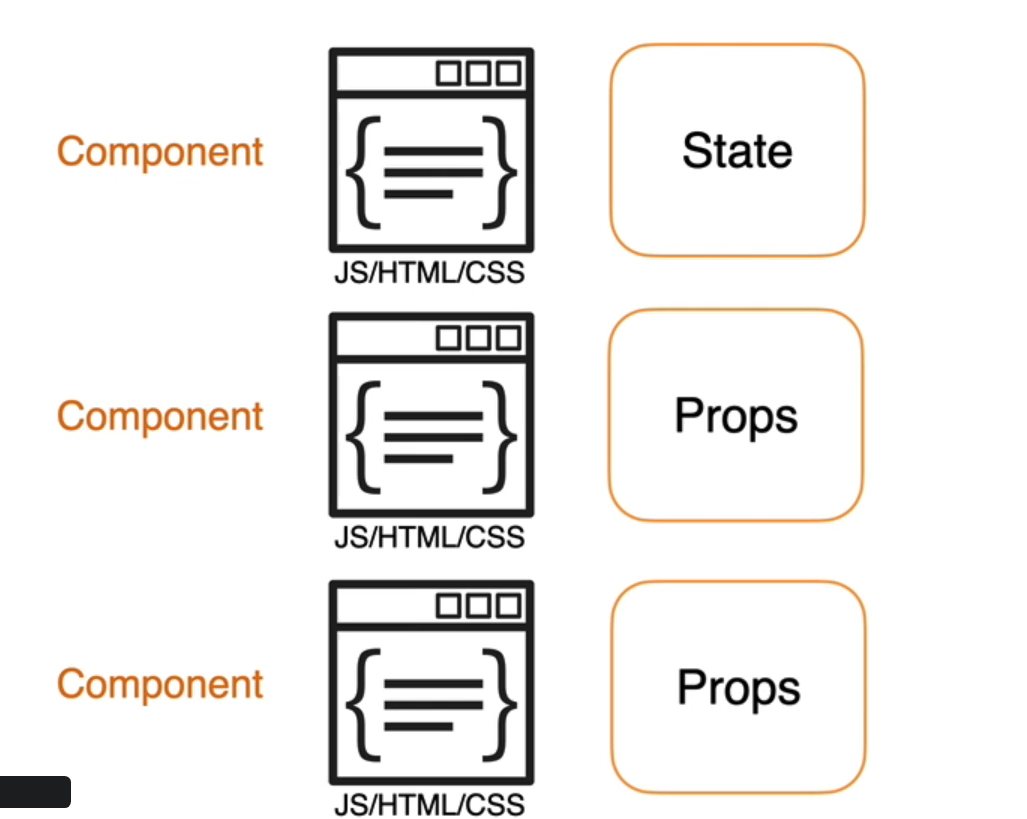 Component
State
JS/HTML/CSS
Component
Props
JS/HTML/CSS
Component
Props
JS/HTML/CSS